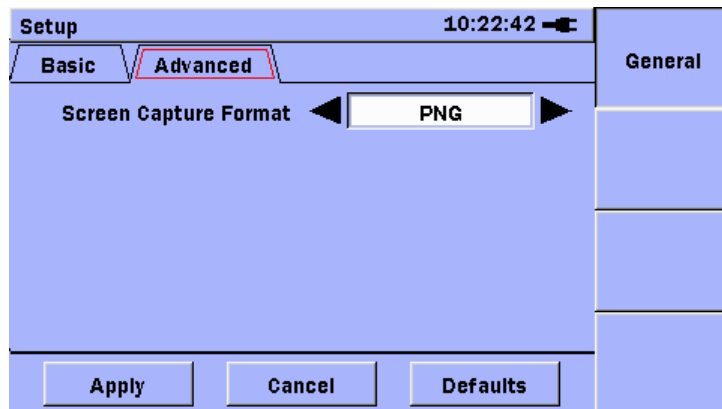 Setup 10:22:42
Basic Advanced
General
Screen Capture Format PNG
Apply Cancel Defaults